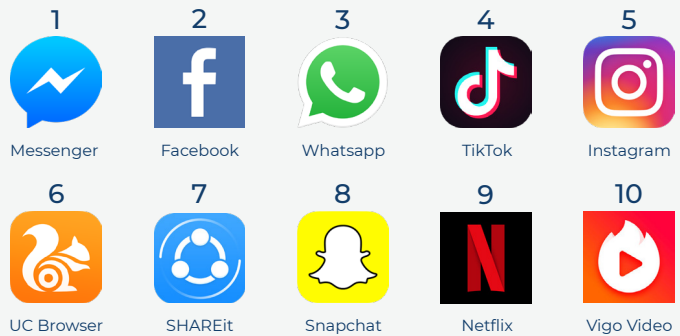 1 2 3 4 5
Messenger Facebook Whatsapp TikTok Instagram
6 7 8 9 10
UC Browser SHAREit Snapchat Netflix Vigo Video